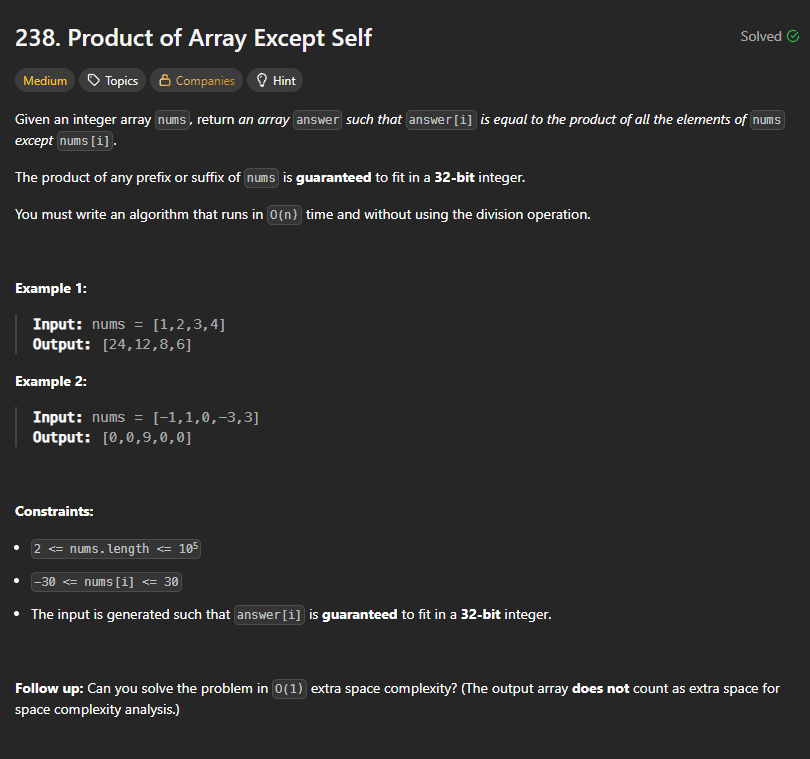 238. Product of Array Except Self
Solved
Medium Topics Companies Hint
Given an integer array nums, return an array answer such that answer[i] is equal to the product of all the elements of nums
except nums[i].
The product of any prefix or suffix of nums is guaranteed to fit in a 32-bit integer.
You must write an algorithm that runs in O(n) time and without using the division operation.
Example 1:
Input: nums = [1,2,3,4]
Output: [24,12,8,6]
Example 2:
Input: nums = [-1,1,0,-3,3]
Output: [0,0,9,0,0]
Constraints:
• 2 <= nums.length <= 10⁵
• -30 <= nums[i] <= 30
• The input is generated such that answer[i] is guaranteed to fit in a 32-bit integer.
Follow up: Can you solve the problem in O(1) extra space complexity? (The output array does not count as extra space for
space complexity analysis.)